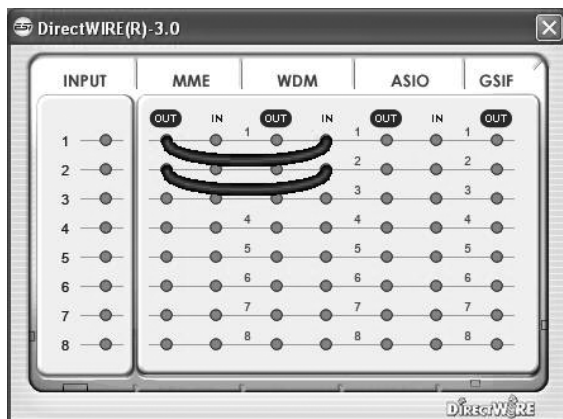 ESI DirectWIRE(R)-3.0
INPUT MME WDM ASIO GSIF
OUT IN OUT IN OUT IN OUT
1 1 1 1
2 2 2
3 3 3
4 4 4 4
5 5 5 5
6 6 6 6
7 7 7 7
8 8 8 8
DIRECTWIRE